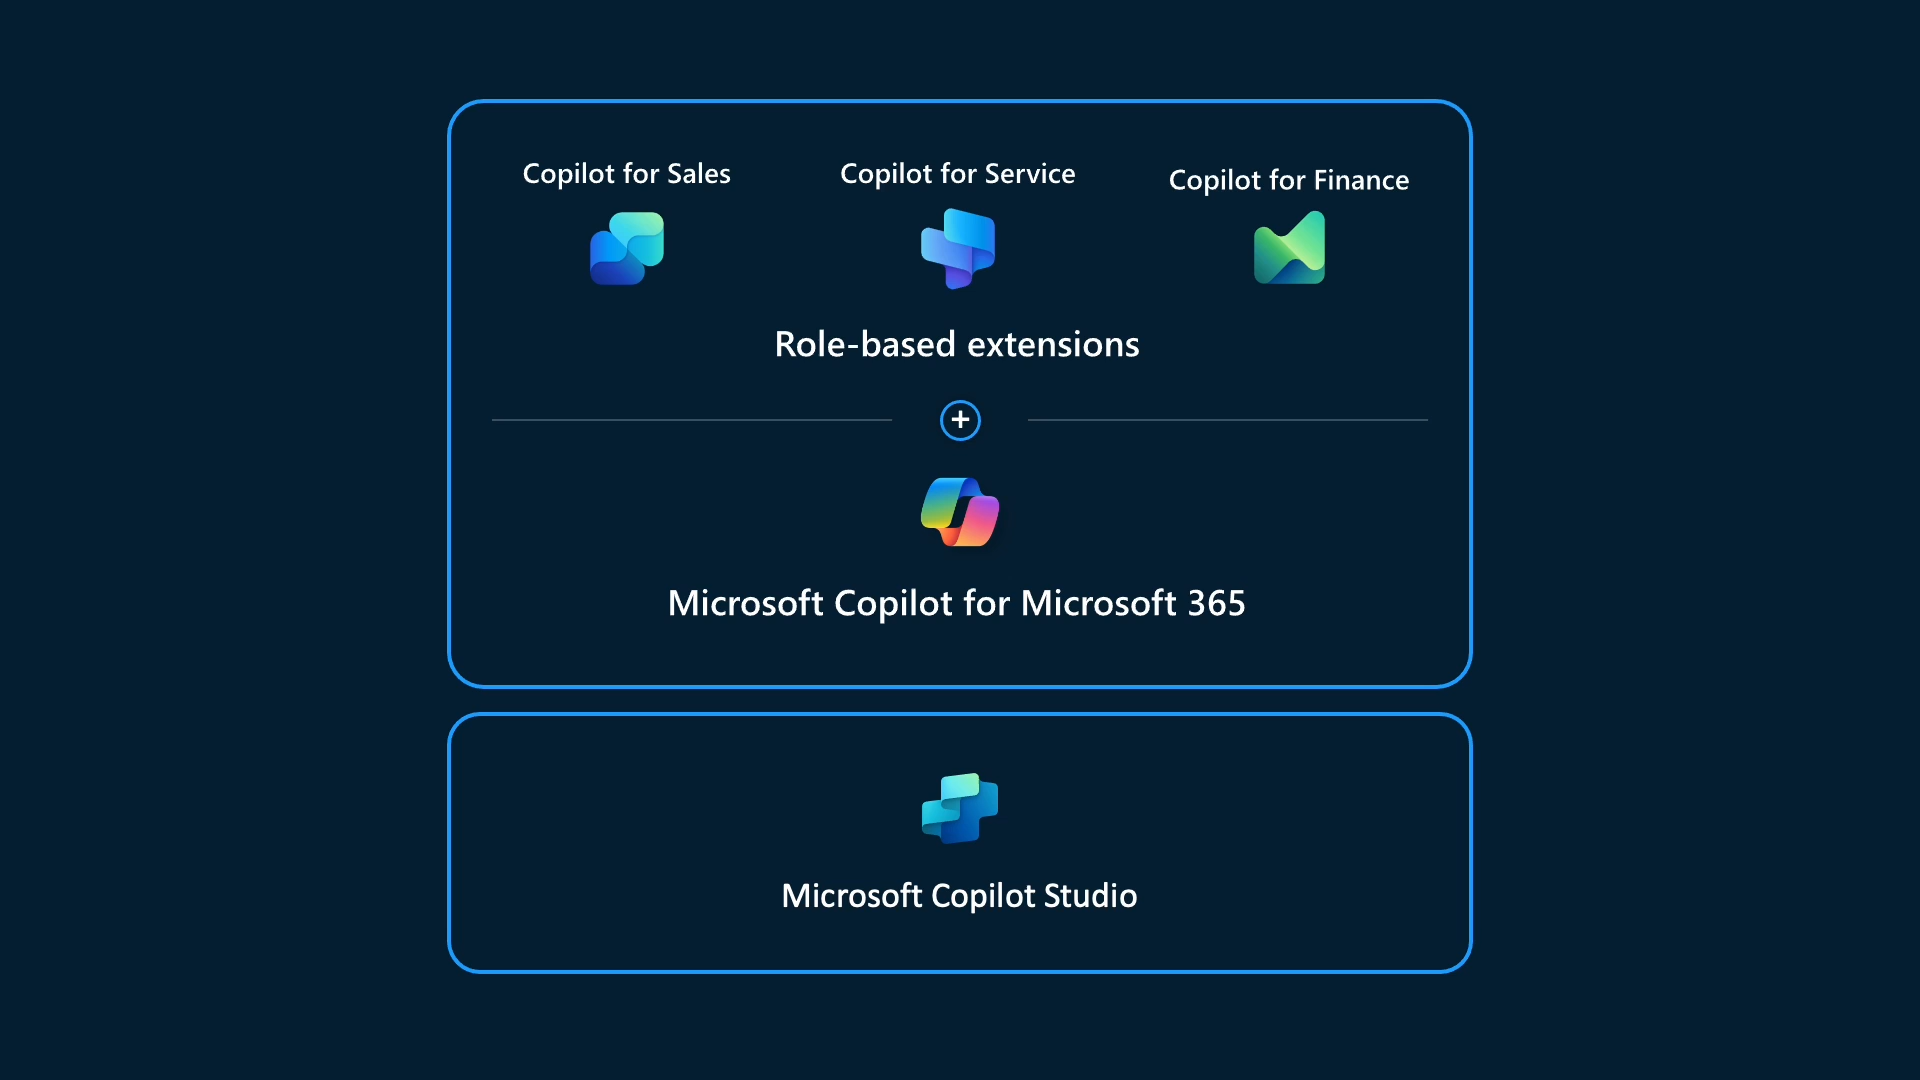 Copilot for Sales
Copilot for Service
Copilot for Finance
Role-based extensions
+
Microsoft Copilot for Microsoft 365
Microsoft Copilot Studio